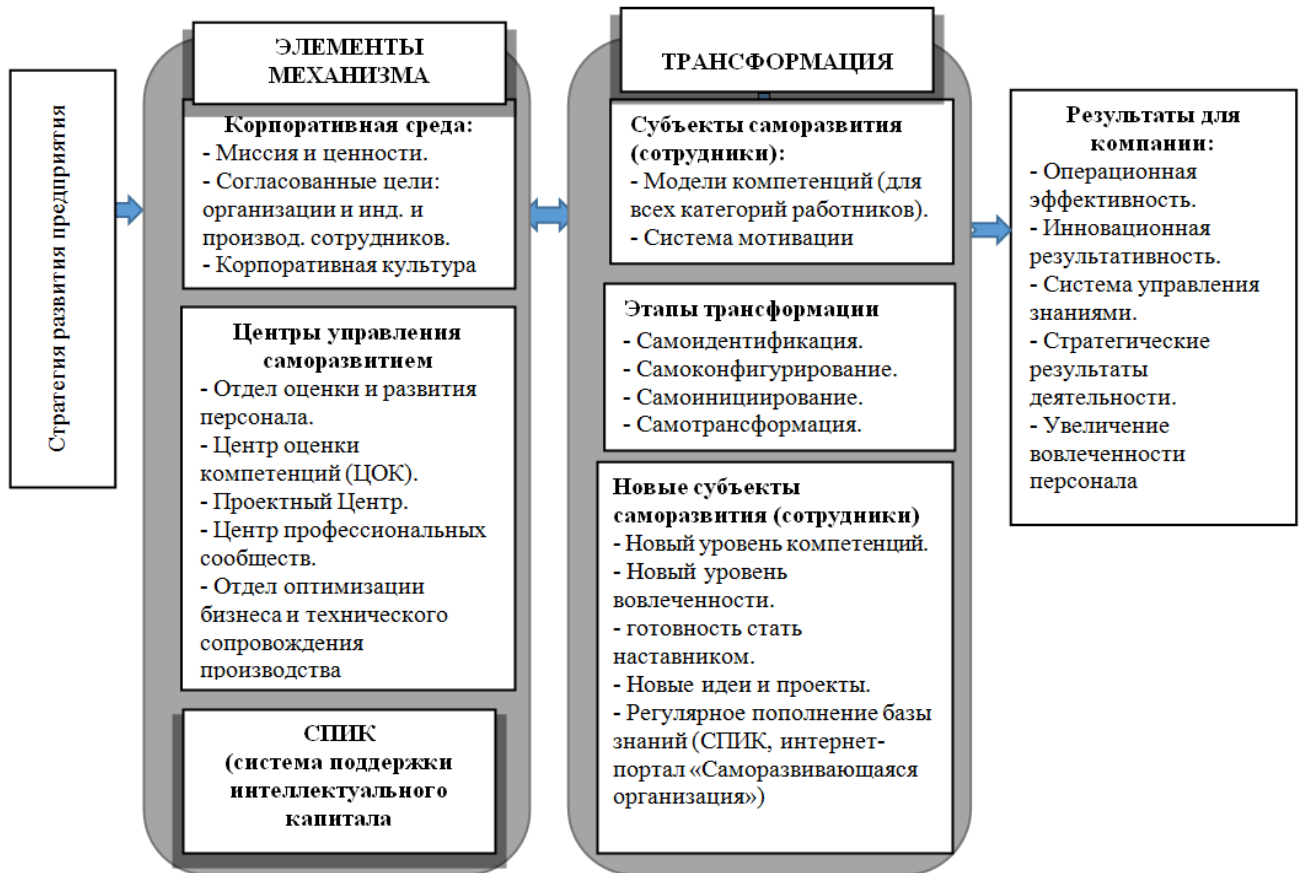 Стратегия развития предприятия
ЭЛЕМЕНТЫ
МЕХАНИЗМА
Корпоративная среда:
- Миссия и ценности.
- Согласованные цели:
организации и инд. и
производ. сотрудников.
- Корпоративная культура
Центры управления
саморазвитием
- Отдел оценки и развития
персонала.
- Центр оценки
компетенций (ЦОК).
- Проектный Центр.
- Центр профессиональных
сообществ.
- Отдел оптимизации
бизнеса и технического
сопровождения
производства
СПИК
(система поддержки
интеллектуального
капитала
ТРАНСФОРМАЦИЯ
Субъекты саморазвития
(сотрудники):
- Модели компетенций (для
всех категорий работников).
- Система мотивации
Этапы трансформации
- Самоидентификация.
- Самоконфигурирование.
- Самоинициирование.
- Самотрансформация.
Новые субъекты
саморазвития (сотрудники)
- Новый уровень компетенций.
- Новый уровень
вовлеченности.
- готовность стать
наставником.
- Новые идеи и проекты.
- Регулярное пополнение базы
знаний (СПИК, интернет-
портал «Саморазвивающаяся
организация»)
Результаты для
компании:
- Операционная
эффективность.
- Инновационная
результативность.
- Система управления
знаниями.
- Стратегические
результаты
деятельности.
- Увеличение
вовлеченности
персонала